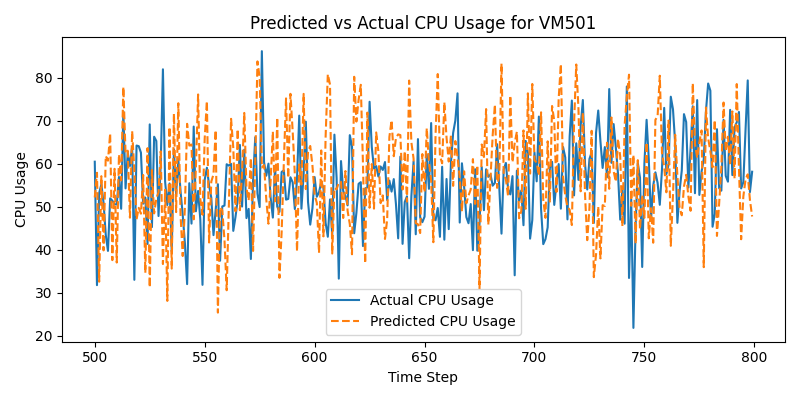 Predicted vs Actual CPU Usage for VM501
CPU Usage
80
70
60
50
40
30
20
Actual CPU Usage
Predicted CPU Usage
500
550
600
650
700
750
800
Time Step